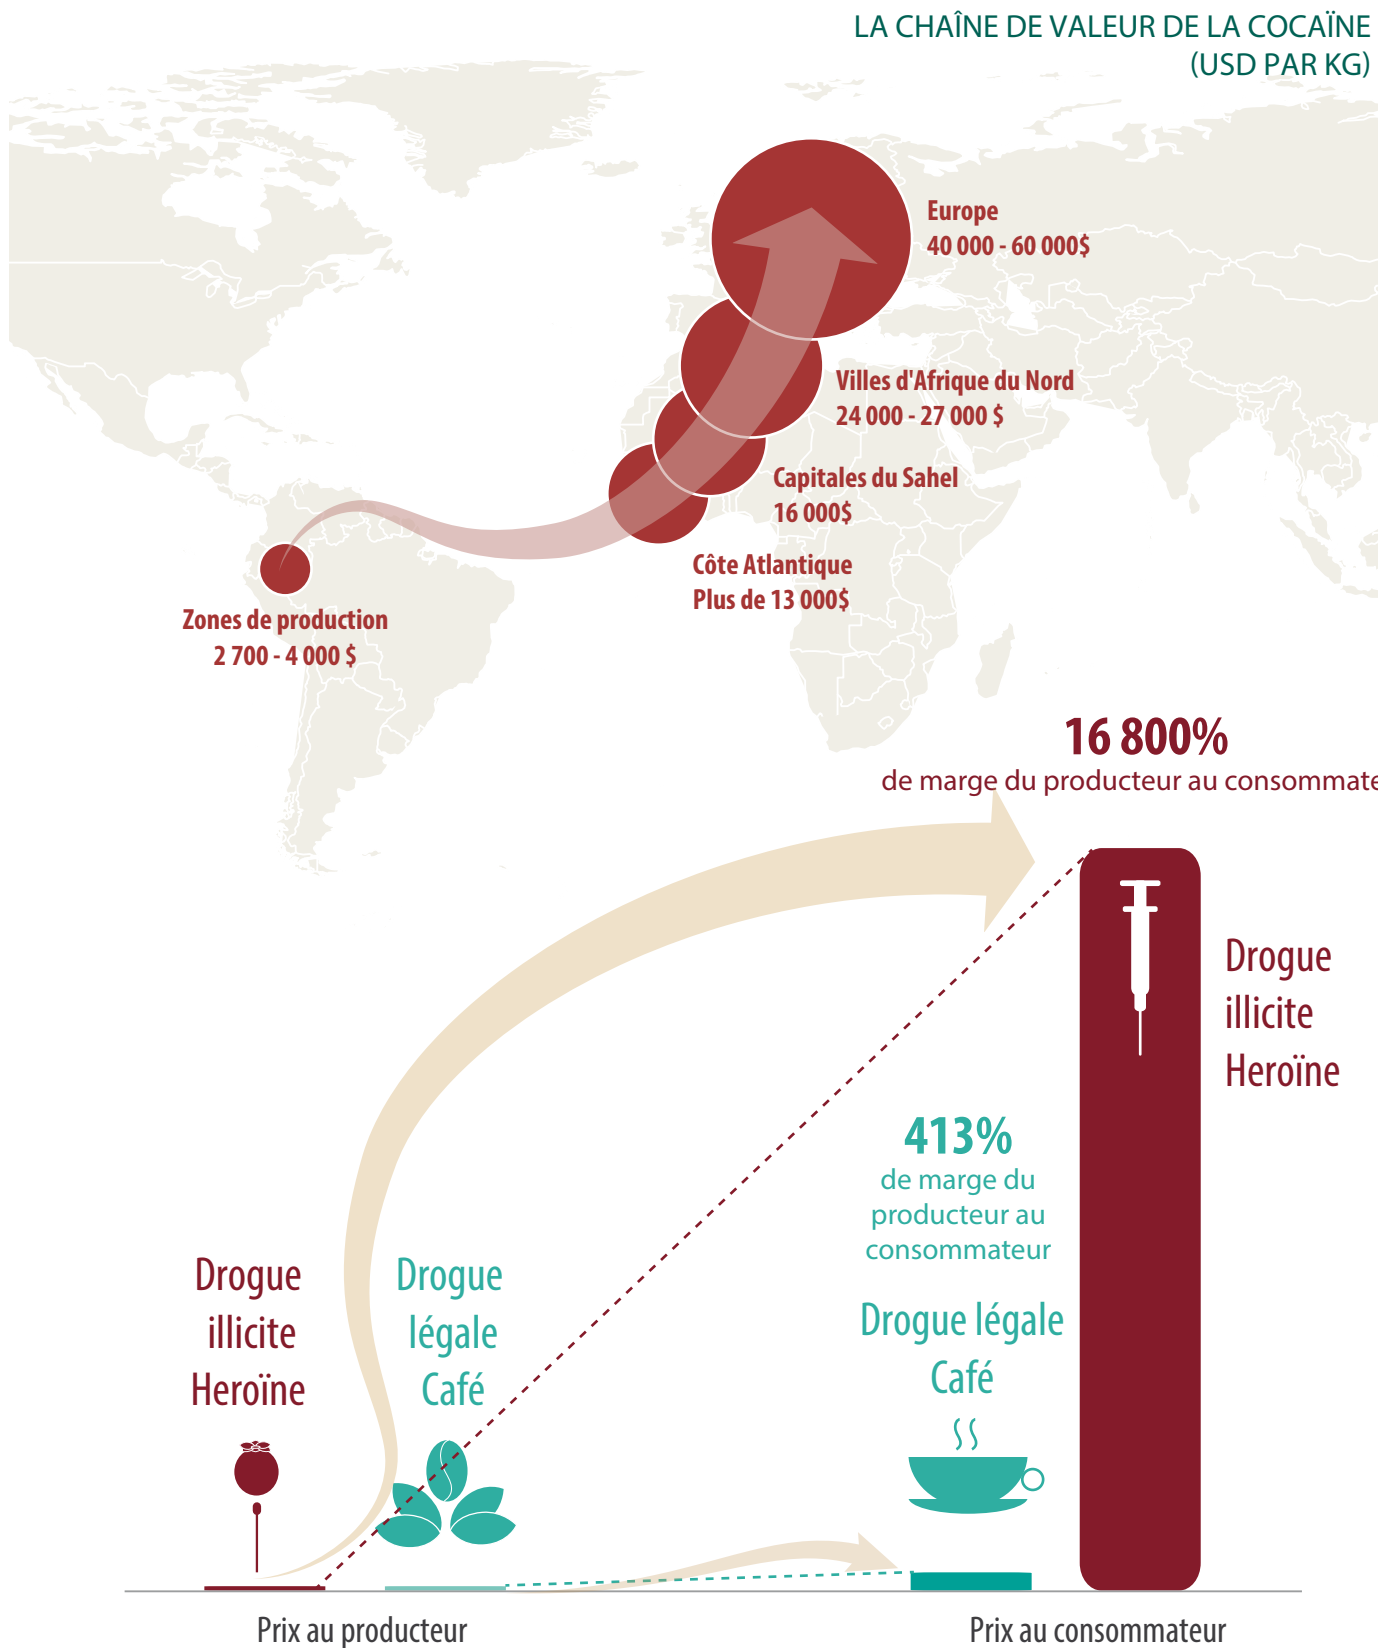 LA CHAÎNE DE VALEUR DE LA COCAÏNE
(USD PAR KG)
Europe
40 000 - 60 000$
Villes d'Afrique du Nord
24 000 - 27 000 $
Capitales du Sahel
16 000$
Côte Atlantique
Plus de 13 000$
Zones de production
2 700 - 4 000 $
16 800%
de marge du producteur au consommate
Drogue
illicite
Heroïne
413%
de marge du
producteur au
consommateur
Drogue
illicite
Heroïne
Drogue
légale
Café
Drogue légale
Café
Prix au producteur
Prix au consommateur